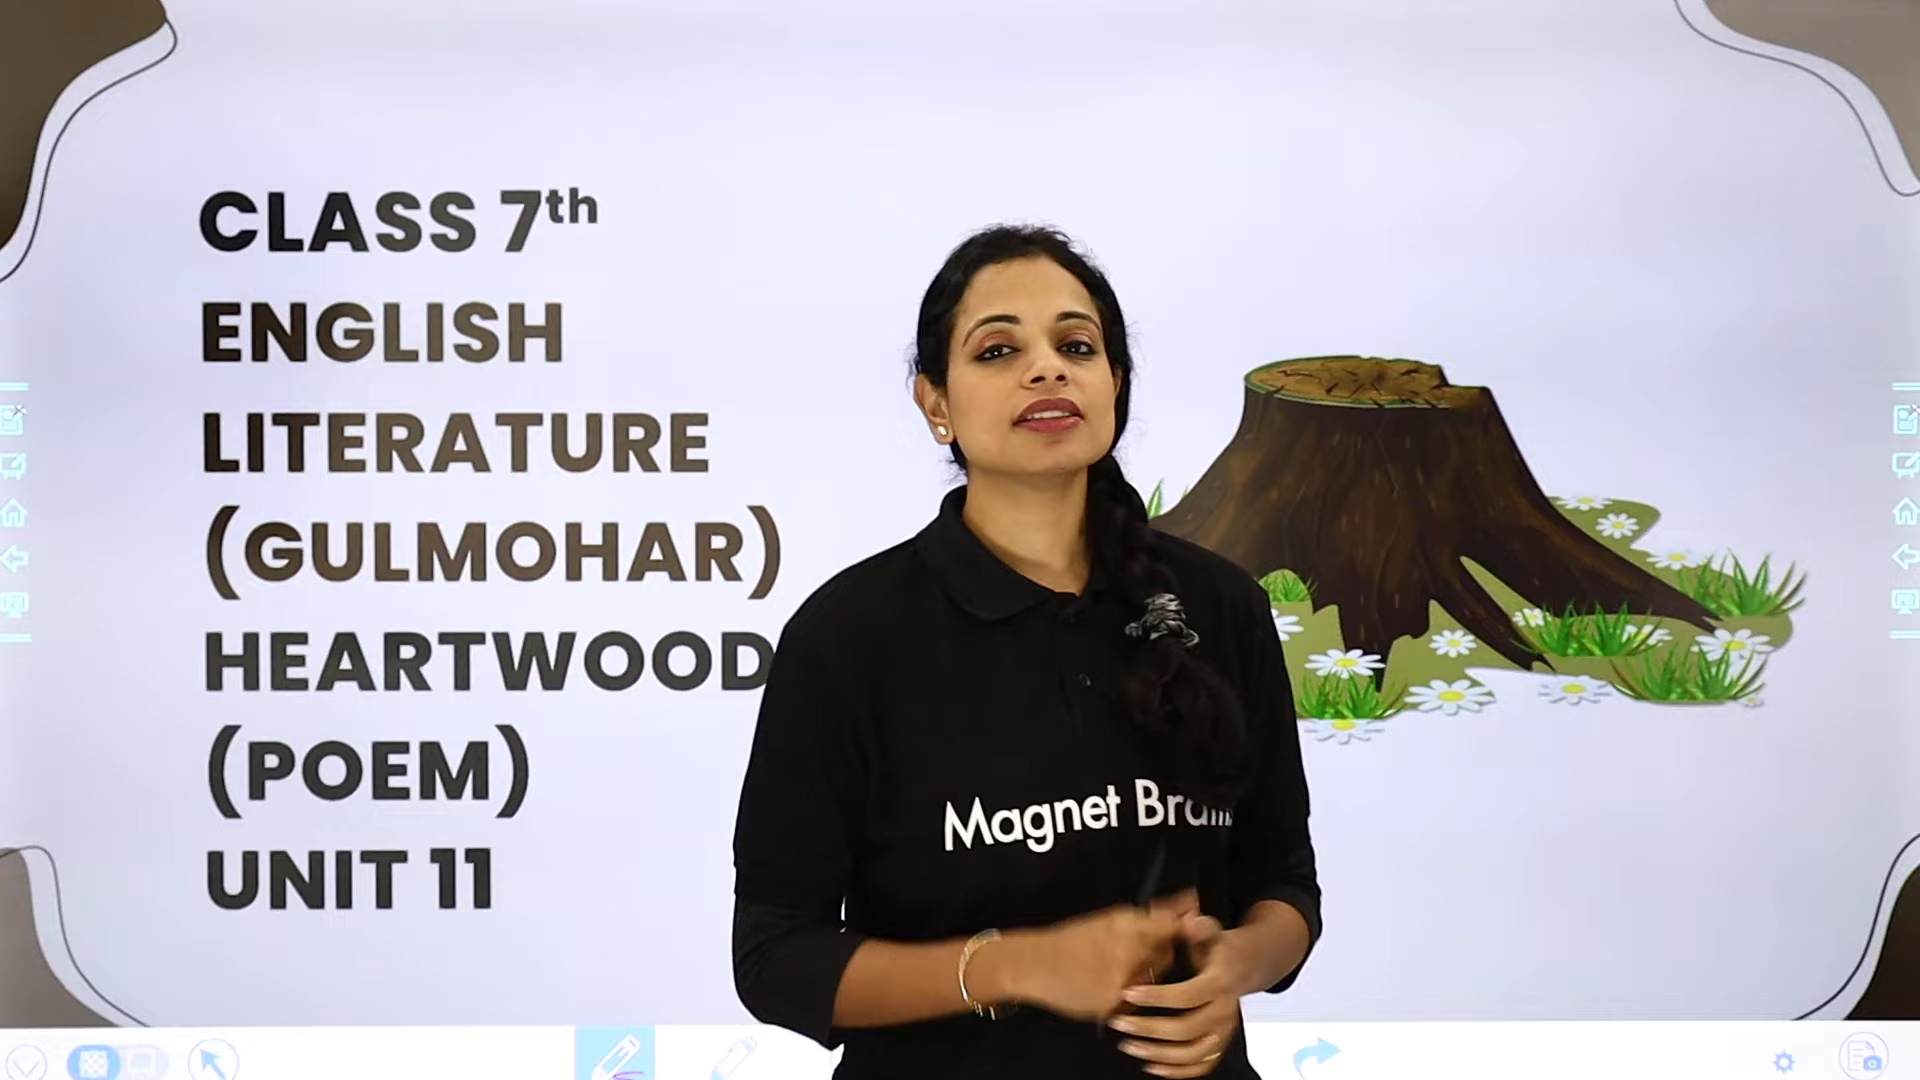 CLASS 7th
ENGLISH
LITERATURE
(GULMOHAR)
HEARTWOOD
(POEM)
UNIT 11
Magnet